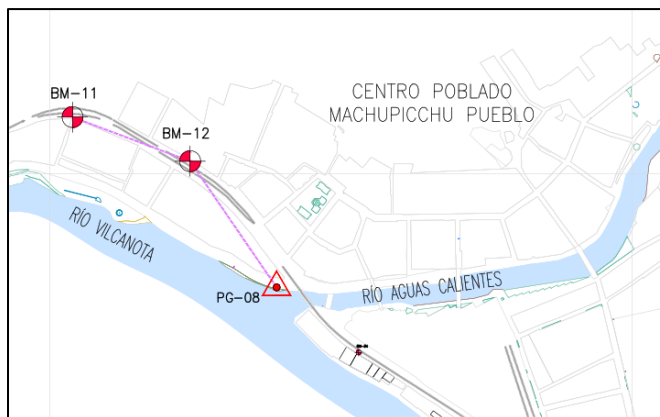 BM-11
BM-12
CENTRO POBLADO
MACHUPICCHU PUEBLO
RÍO VILCANOTA
PG-08
RÍO AGUAS CALIENTES